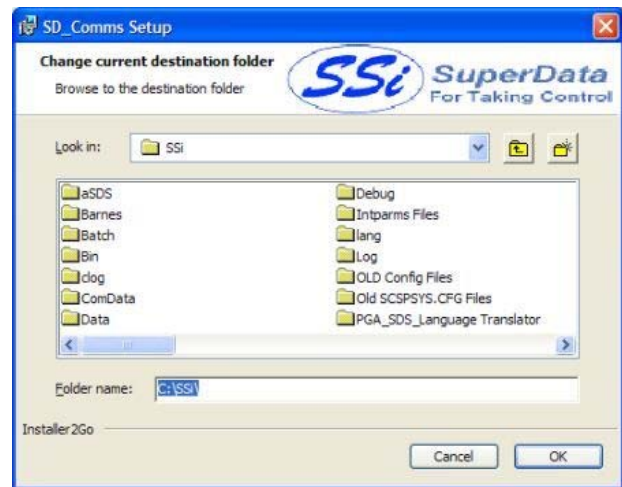 SD_Comms Setup
Change current destination folder
Browse to the destination folder
SSi
SuperData
For Taking Control
Look in:
SSi
aSDS
Barnes
Batch
Bin
clog
ComData
Data
Debug
Intparms Files
lang
Log
OLD Config Files
Old SCSPSYS.CFG Files
PGA_SDS_Language Translator
Folder name:
C:\SSi\
Installer2Go
Cancel
OK